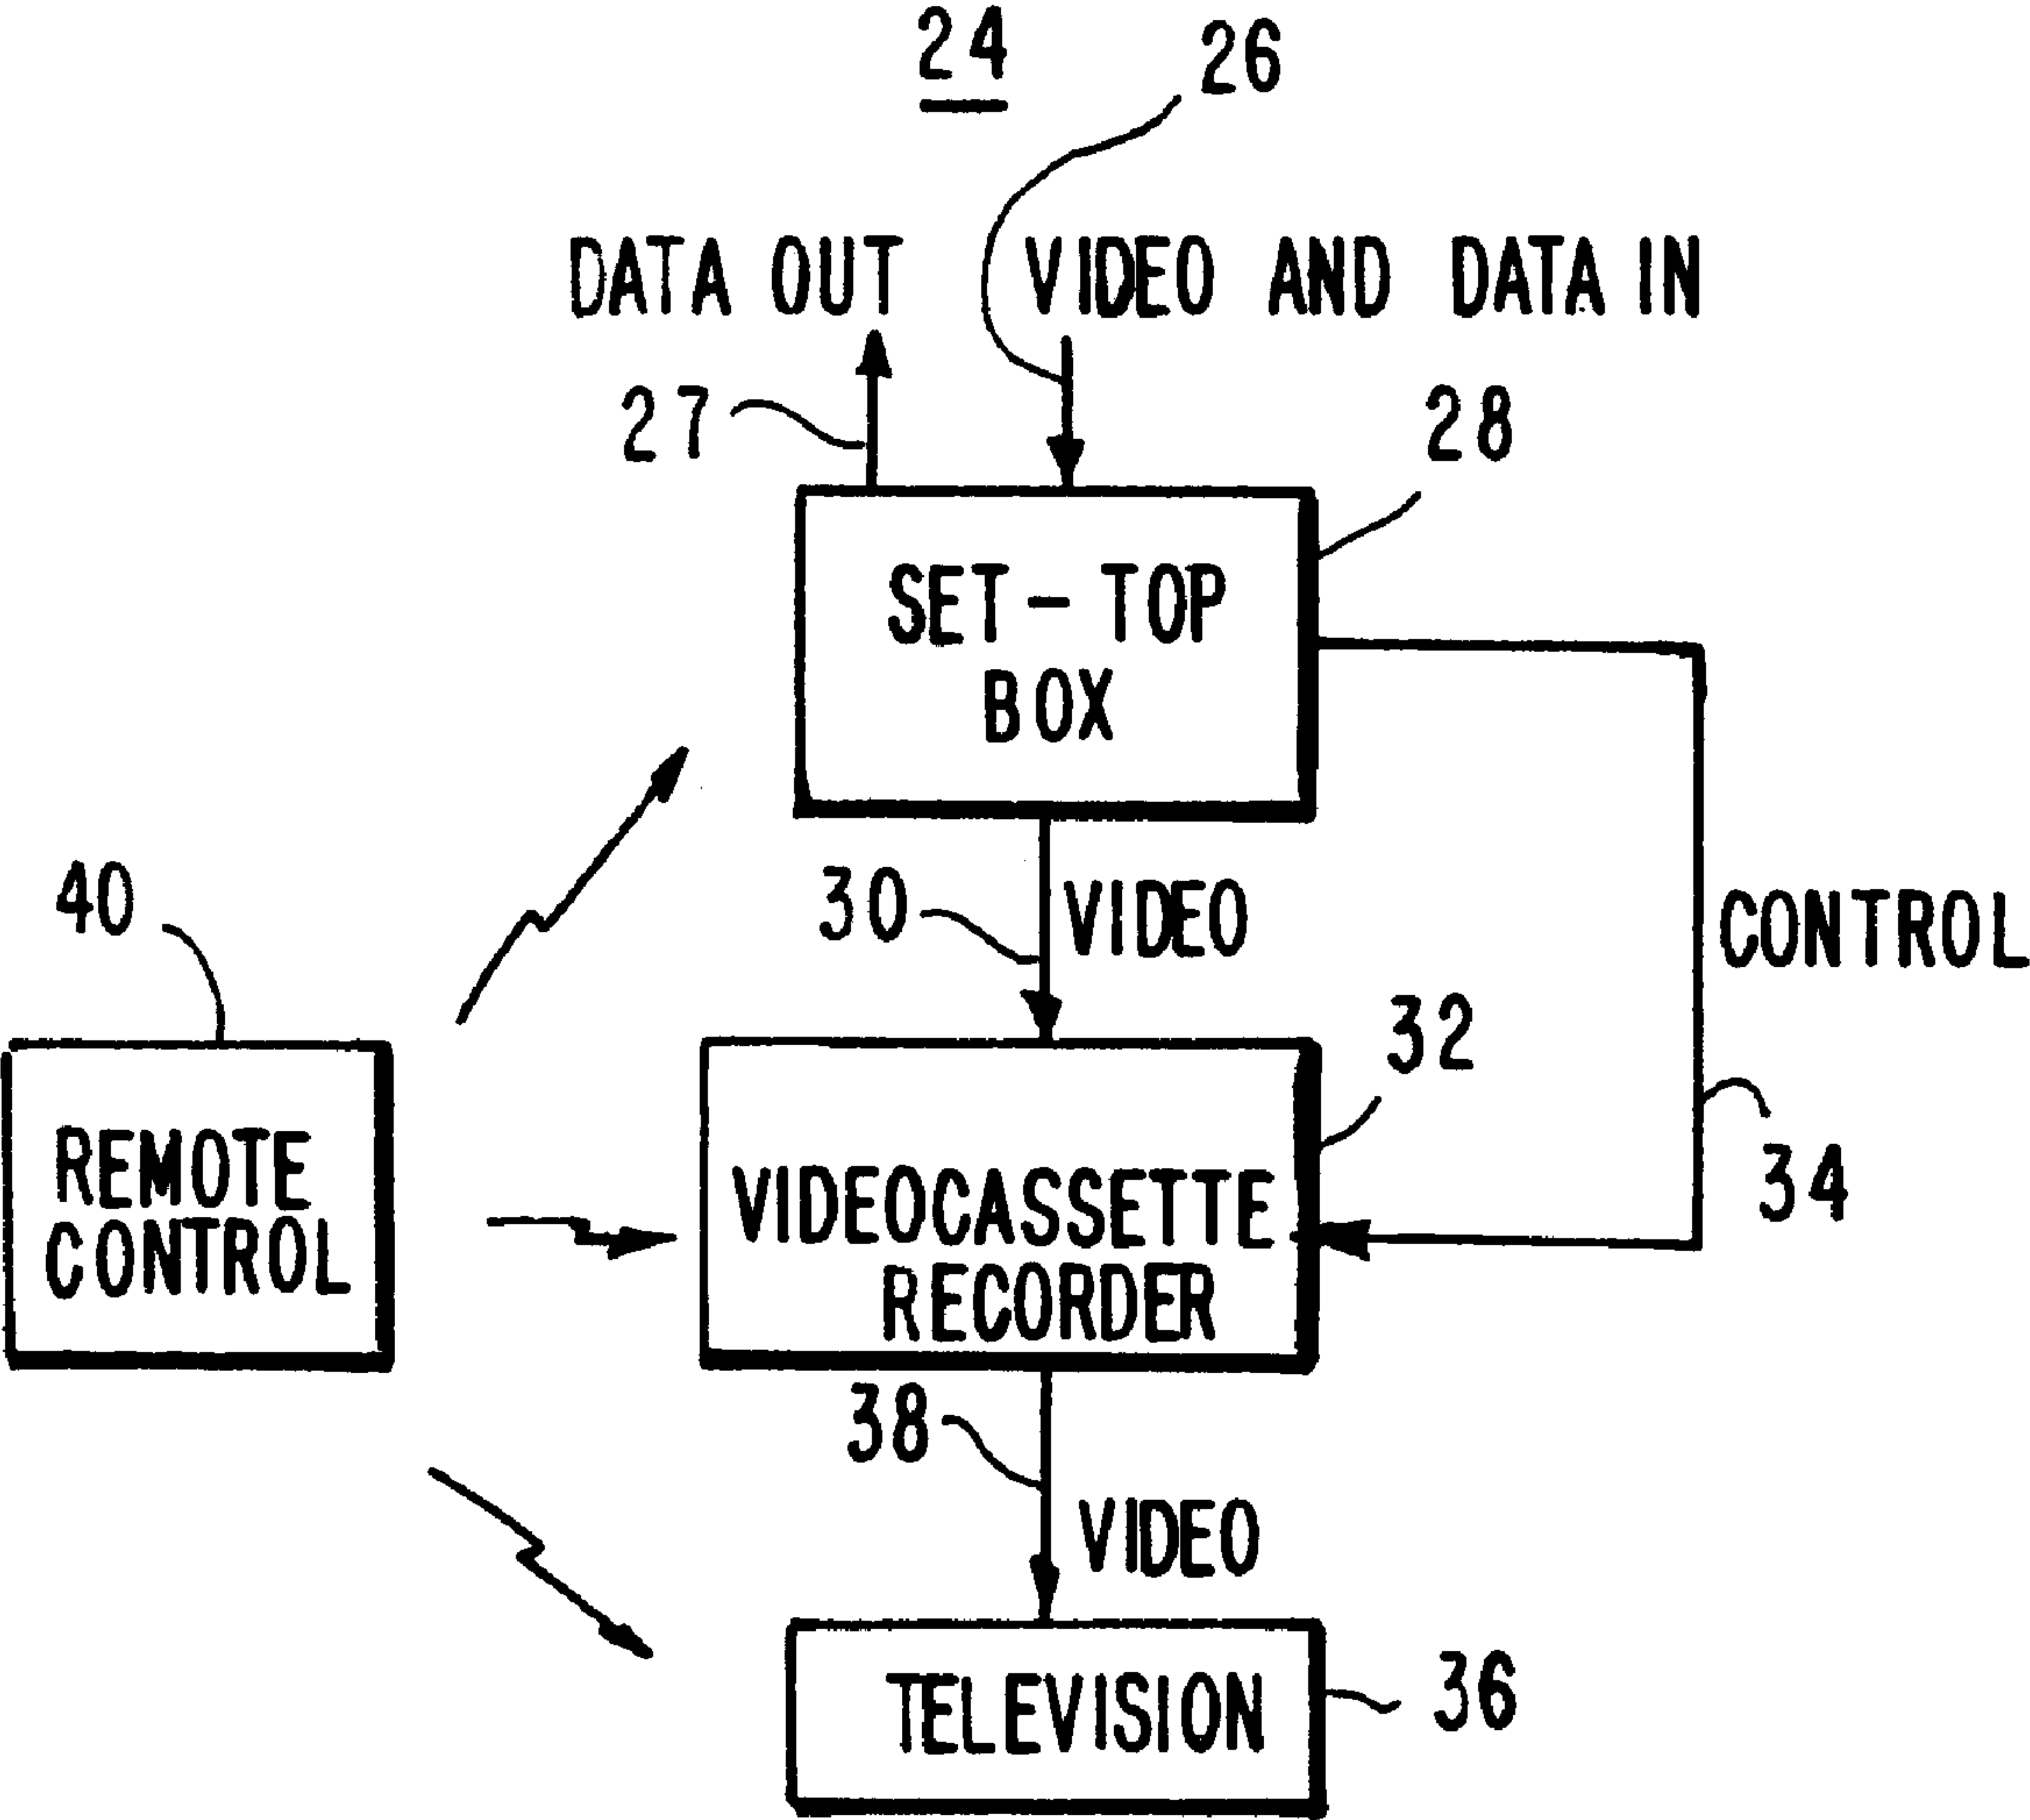 24
26
DATA OUT
VIDEO AND DATA IN
27
28
SET-TOP
BOX
40
30
VIDEO
CONTROL
32
REMOTE
CONTROL
VIDEOCASSETTE
RECORDER
34
38
VIDEO
TELEVISION
36